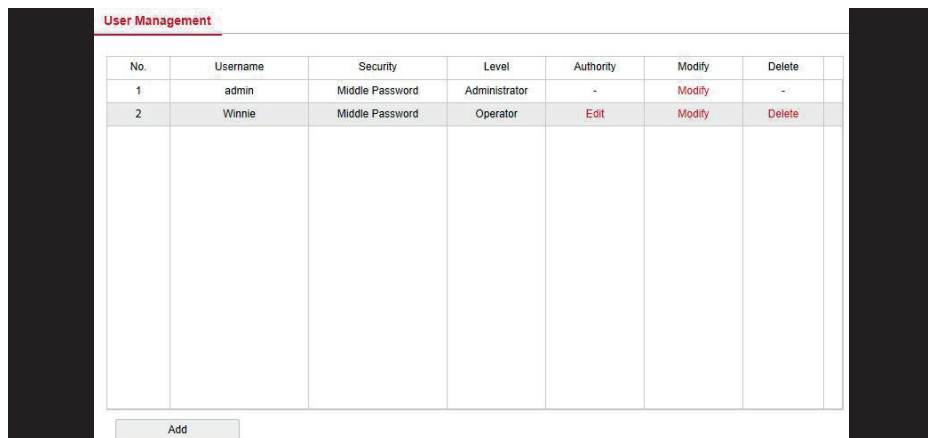 User Management
No. Username Security Level Authority Modify Delete
1 admin Middle Password Administrator - Modify -
2 Winnie Middle Password Operator Edit Modify Delete
Add